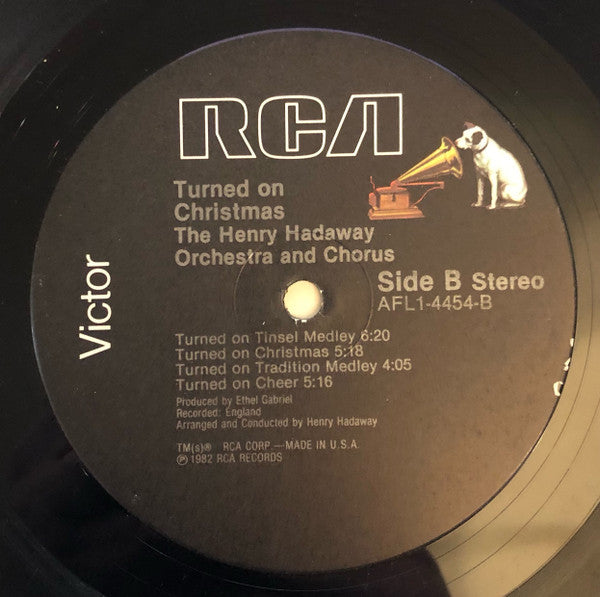 RCA
Turned on
Christmas
The Henry Hadaway
Orchestra and Chorus
Victor
Side B Stereo
AFL1-4454-B
Turned on Tinsel Medley 6:20
Turned on Christmas 5:18
Turned on Tradition Medley 4:05
Turned on Cheer 5:16
Produced by Ethel Gabriel
Recorded: England
Arranged and Conducted by Henry Hadaway
TM(s)® RCA CORP.—MADE IN U.S.A.
℗ 1982 RCA RECORDS